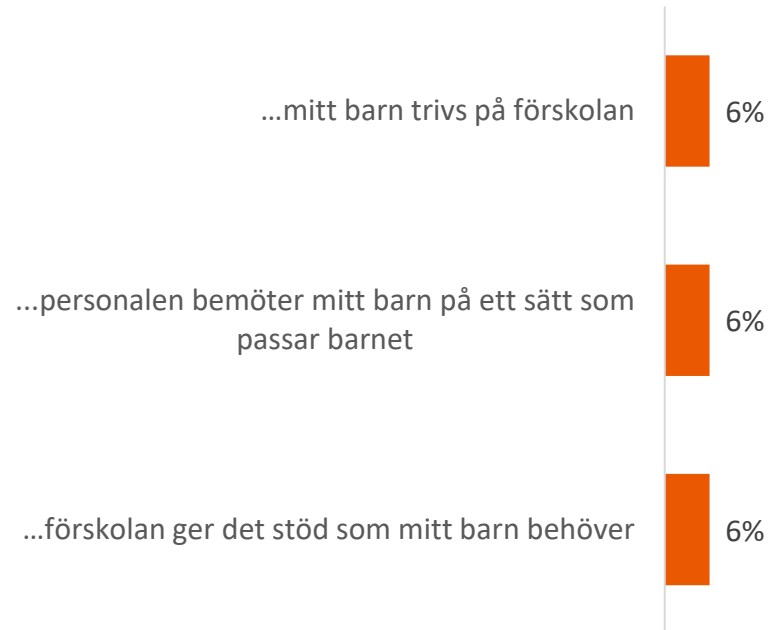 ...mitt barn trivs på förskolan
6%
...personalen bemöter mitt barn på ett sätt som
passar barnet
6%
...förskolan ger det stöd som mitt barn behöver
6%